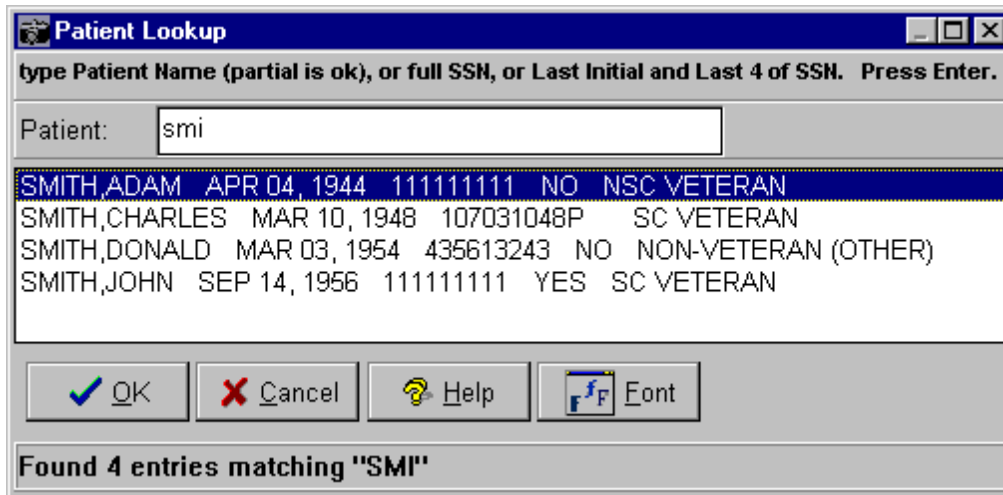 Patient Lookup
type Patient Name (partial is ok), or full SSN, or Last Initial and Last 4 of SSN. Press Enter.
Patient: smi
SMITH,ADAM APR 04, 1944 111111111 NO NSC VETERAN
SMITH,CHARLES MAR 10, 1948 107031048P SC VETERAN
SMITH,DONALD MAR 03, 1954 435613243 NO NON-VETERAN (OTHER)
SMITH,JOHN SEP 14, 1956 111111111 YES SC VETERAN
OK Cancel Help Font
Found 4 entries matching "SMI"